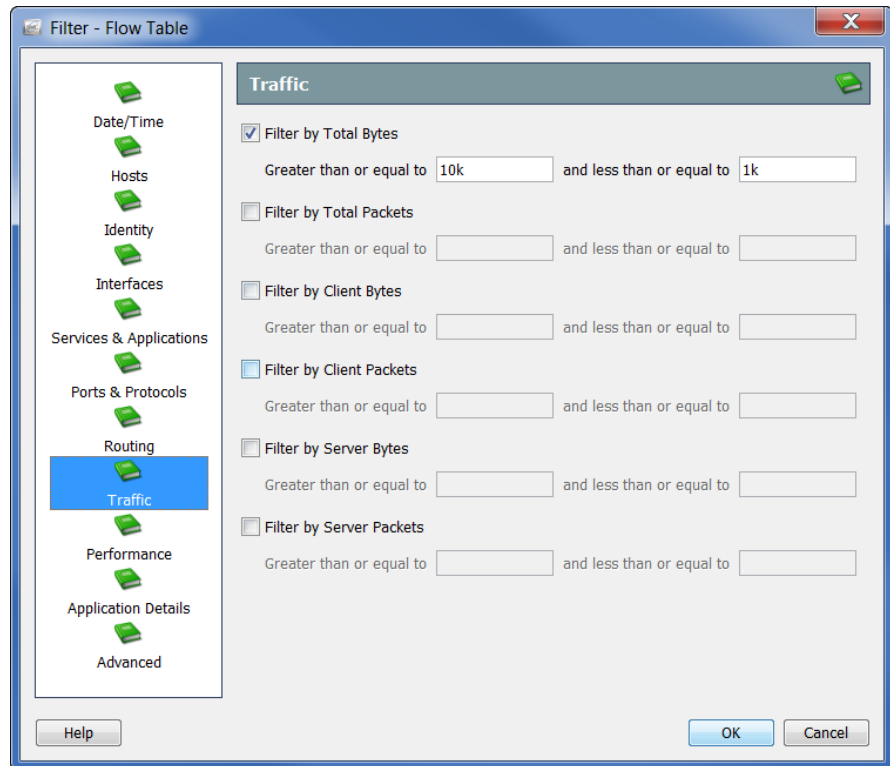 Filter - Flow Table
Date/Time
Hosts
Identity
Interfaces
Services & Applications
Ports & Protocols
Routing
Traffic
Performance
Application Details
Advanced
Traffic
Filter by Total Bytes
Greater than or equal to 10k and less than or equal to 1k
Filter by Total Packets
Greater than or equal to and less than or equal to
Filter by Client Bytes
Greater than or equal to and less than or equal to
Filter by Client Packets
Greater than or equal to and less than or equal to
Filter by Server Bytes
Greater than or equal to and less than or equal to
Filter by Server Packets
Greater than or equal to and less than or equal to
Help OK Cancel